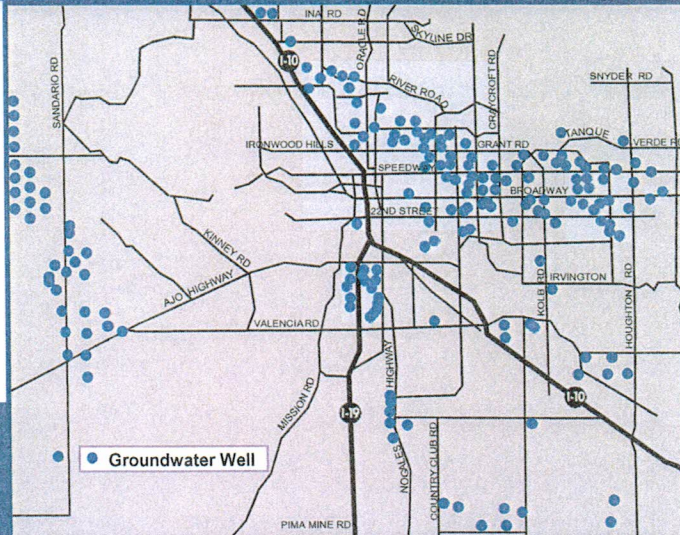 INA RD
SKYLINE DR
ORACLE RD
I-10
RIVER ROAD
CRAYCROFT RD
SNYDER RD
SANDARIO RD
IRONWOOD HILLS
GRANT RD
TANQUE
VERDE RD
SPEEDWAY
BROADWAY
22ND STREET
KINNEY RD
AJO HIGHWAY
IRVINGTON
KOLB RD
HOUGHTON RD
VALENCIA RD
MISSION RD
HIGHWAY
NOGALES
I-19
I-10
COUNTRY CLUB RD
Groundwater Well
PIMA MINE RD